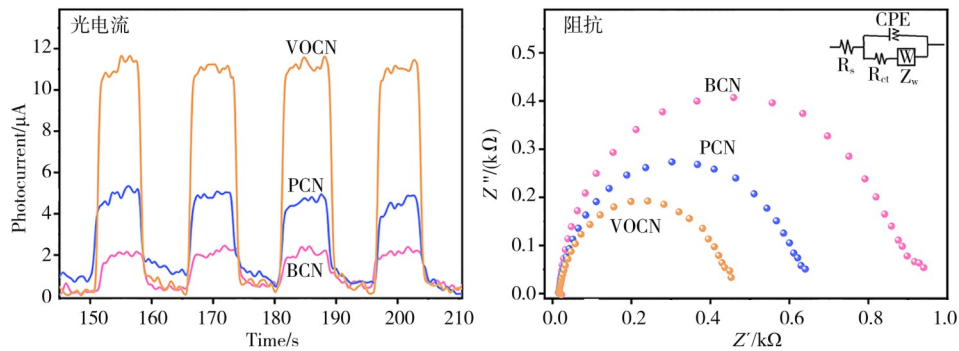 光电流
Photocurrent/μA
12
10
8
6
4
2
0
VOCN
PCN
BCN
150
160
170
180
190
200
210
Time/s
阻抗
Z″/(kΩ)
0.5
0.4
0.3
0.2
0.1
0.0
CPE
Rs
Rct
W
Zw
BCN
PCN
VOCN
0.0
0.2
0.4
0.6
0.8
1.0
Z′/kΩ